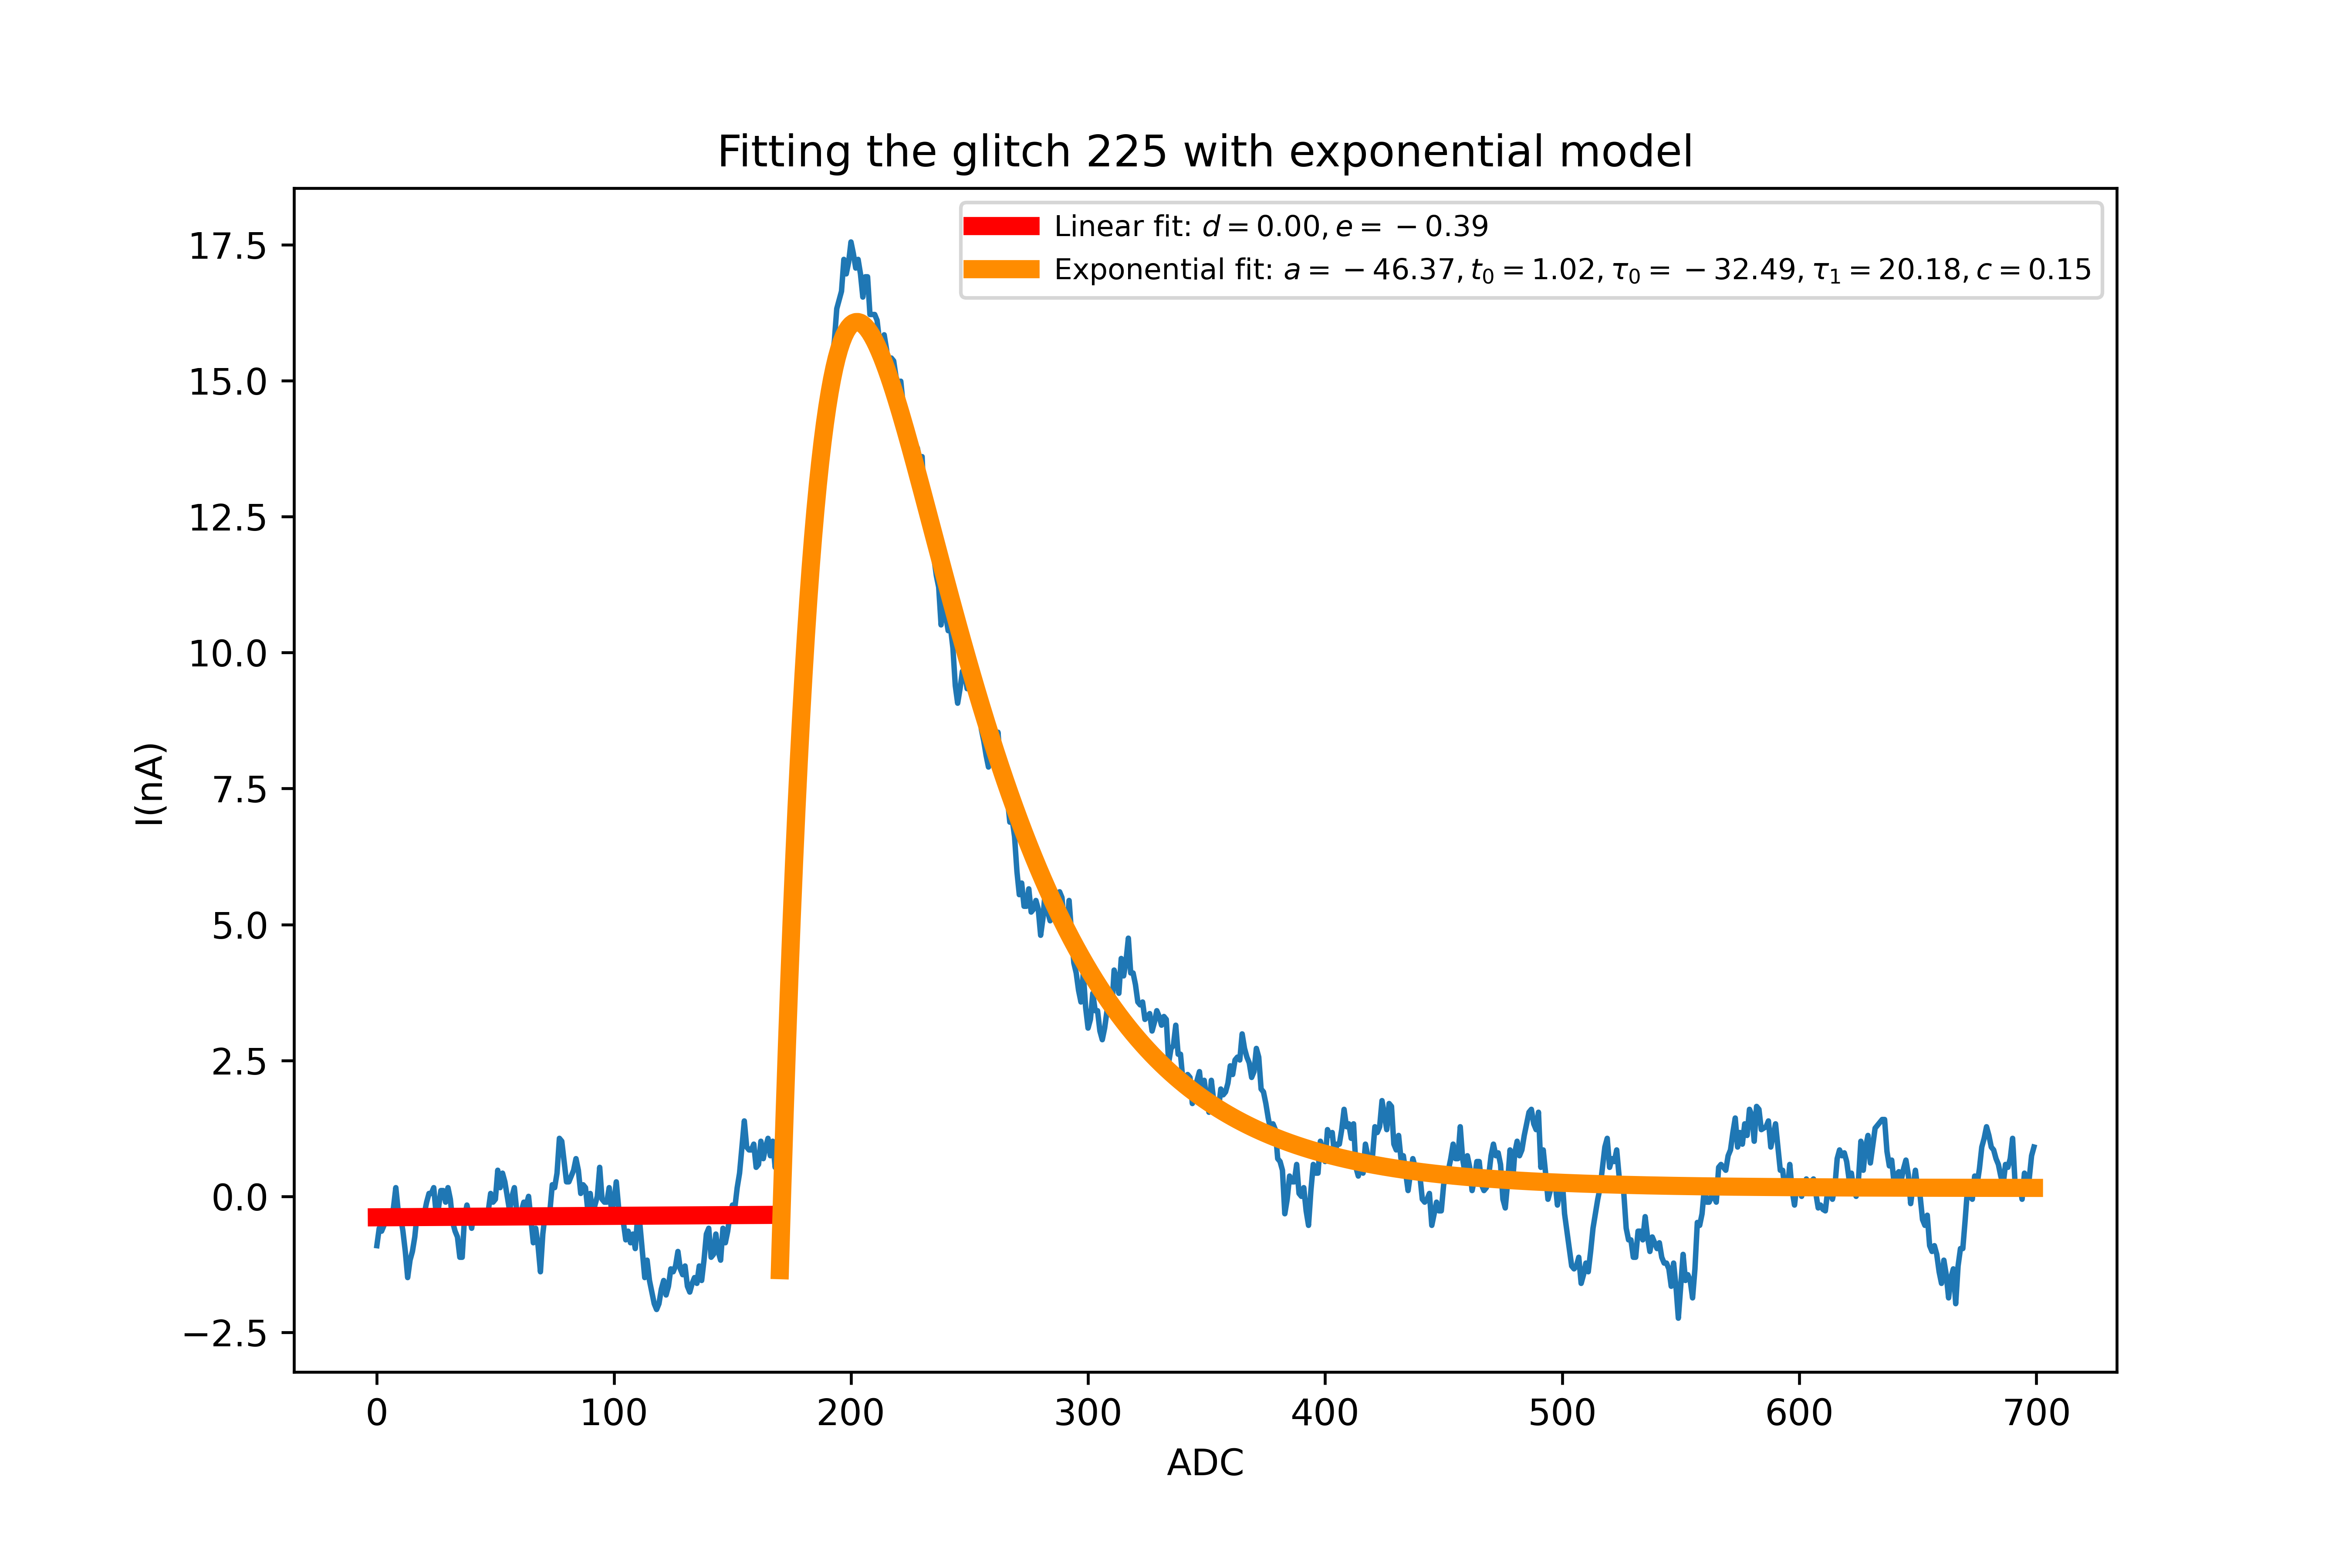 Fitting the glitch 225 with exponential model
Linear fit: d = 0.00, e = −0.39
Exponential fit: a = −46.37, t₀ = 1.02, τ₀ = −32.49, τ₁ = 20.18, c = 0.15
17.5
15.0
12.5
10.0
7.5
5.0
2.5
0.0
−2.5
I(nA)
0 100 200 300 400 500 600 700
ADC